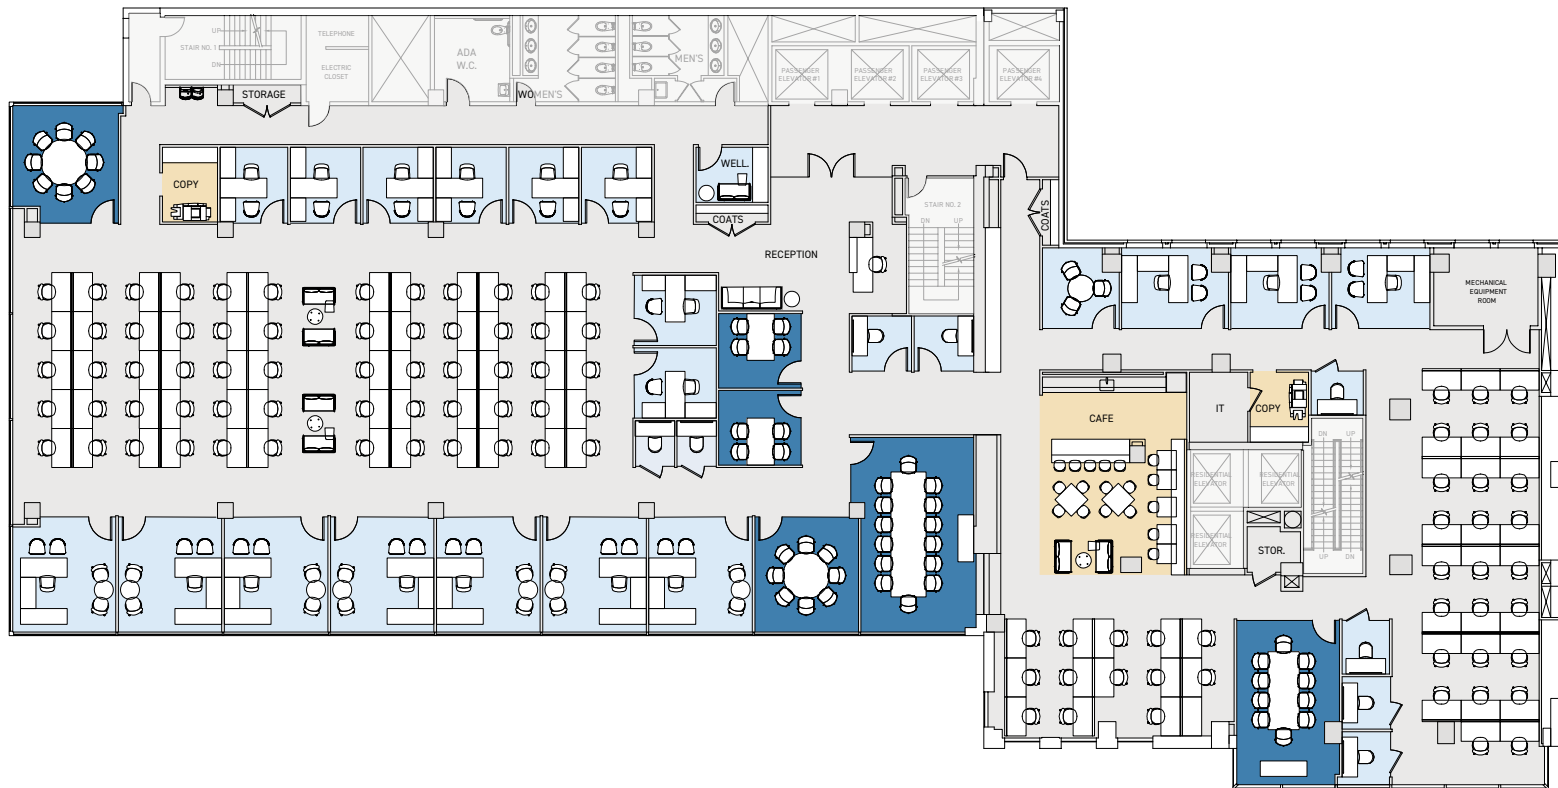 UP
STAIR NO. 1
DN
TELEPHONE
ELECTRIC
CLOSET
ADA
W.C.
WOMEN'S
MEN'S
PASSENGER
ELEVATOR #1
PASSENGER
ELEVATOR #2
PASSENGER
ELEVATOR #3
PASSENGER
ELEVATOR #4
STORAGE
COPY
WELL.
COATS
STAIR NO. 2
DN
UP
COATS
RECEPTION
MECHANICAL
EQUIPMENT
ROOM
CAFE
IT
COPY
DN
UP
RESIDENTIAL
ELEVATOR
RESIDENTIAL
ELEVATOR
RESIDENTIAL
ELEVATOR
STOR.
UP
DN